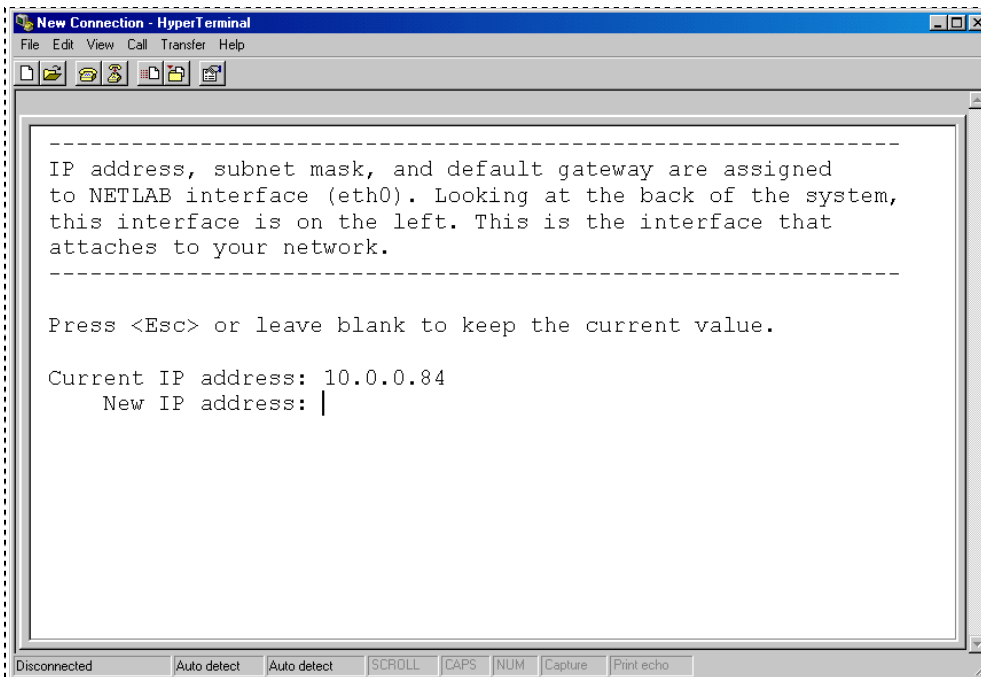 New Connection - HyperTerminal
File Edit View Call Transfer Help
---------------------------------------------------------------
IP address, subnet mask, and default gateway are assigned
to NETLAB interface (eth0). Looking at the back of the system,
this interface is on the left. This is the interface that
attaches to your network.
---------------------------------------------------------------
Press <Esc> or leave blank to keep the current value.
Current IP address: 10.0.0.84
New IP address:
Disconnected Auto detect Auto detect SCROLL CAPS NUM Capture Print echo